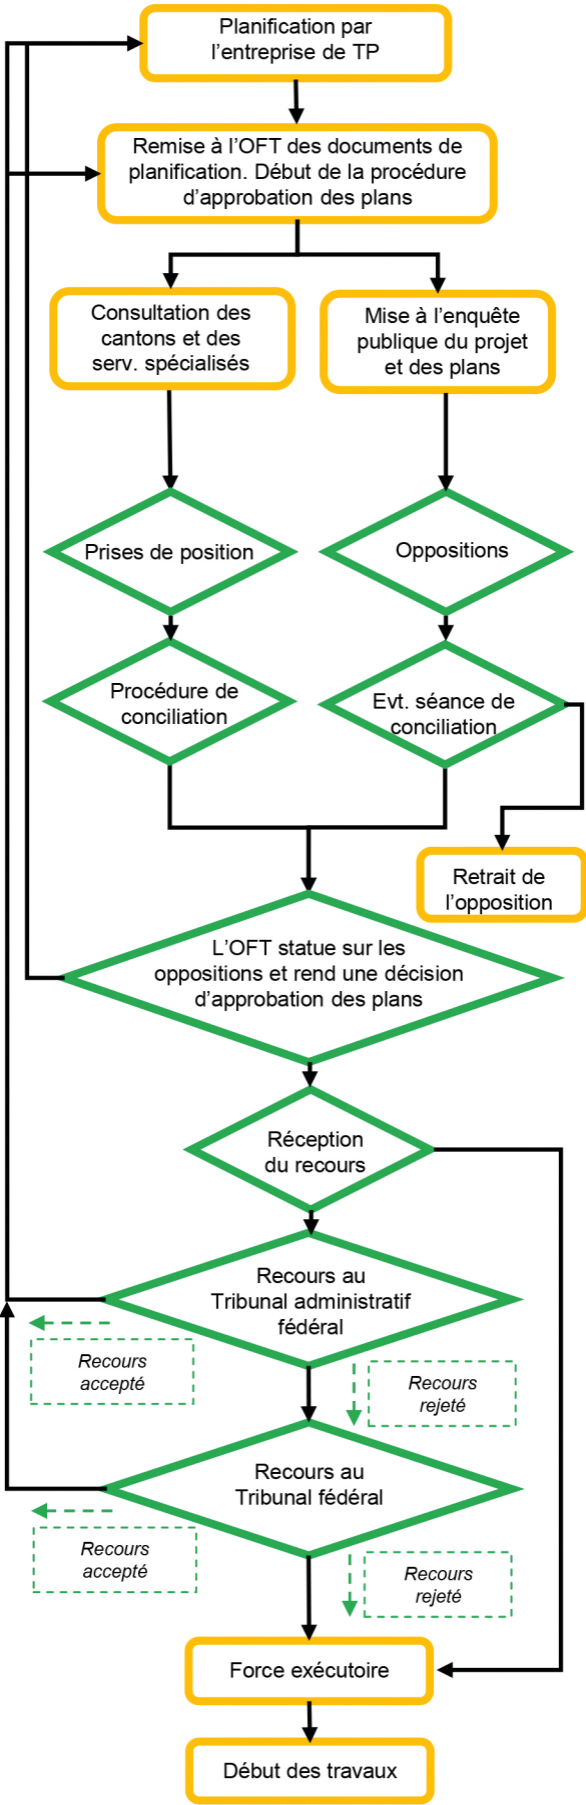 Planification par
l’entreprise de TP
Remise à l’OFT des documents de
planification. Début de la procédure
d’approbation des plans
Consultation des
cantons et des
serv. spécialisés
Mise à l’enquête
publique du projet
et des plans
Prises de position
Oppositions
Procédure de
conciliation
Evt. séance de
conciliation
Retrait de
l’opposition
L’OFT statue sur les
oppositions et rend une décision
d’approbation des plans
Réception
du recours
Recours au
Tribunal administratif
fédéral
Recours
accepté
Recours
rejeté
Recours au
Tribunal fédéral
Recours
accepté
Recours
rejeté
Force exécutoire
Début des travaux